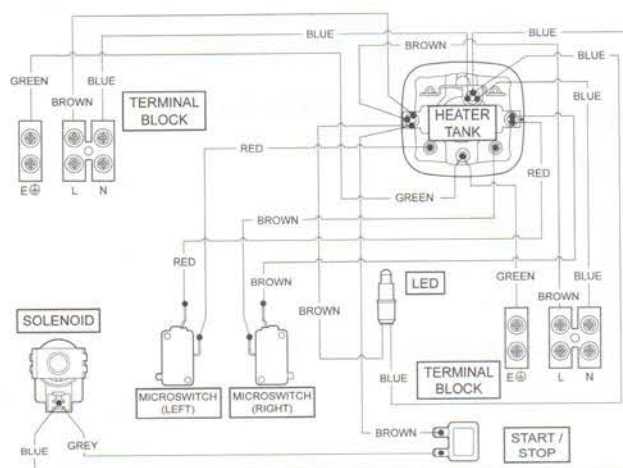 BLUE
BLUE
BROWN
GREEN
BLUE
BROWN
TERMINAL
BLOCK
HEATER
TANK
BLUE
E
L
N
RED
RED
GREEN
BROWN
RED
BROWN
BROWN
LED
GREEN
BLUE
BROWN
SOLENOID
MICROSWITCH
(LEFT)
MICROSWITCH
(RIGHT)
BLUE
TERMINAL
BLOCK
E
L
N
BLUE
GREY
BROWN
START /
STOP